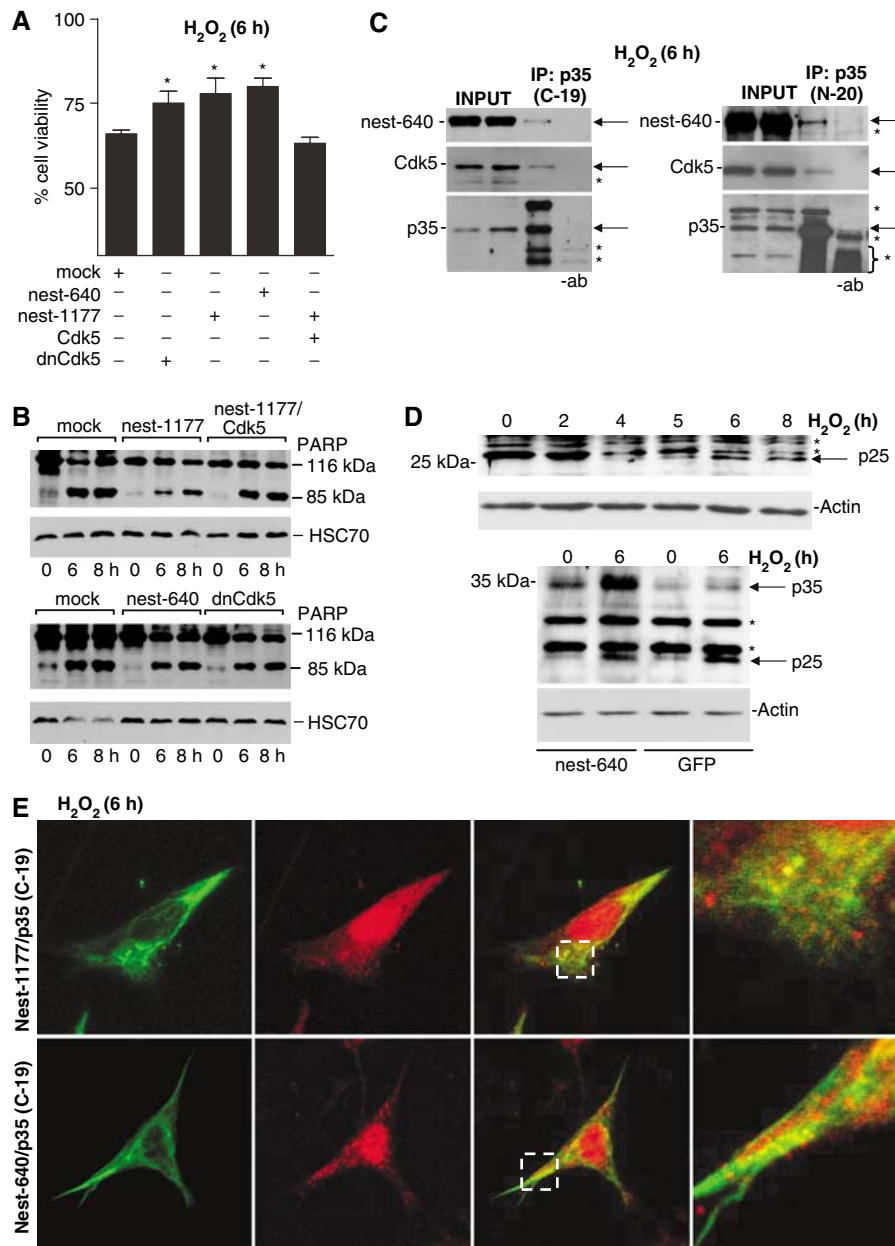 A
H2O2 (6 h)
100
75
50
% cell viability
* * *
mock + – – – –
nest-640 – – – + –
nest-1177 – – + – +
Cdk5 – – – – +
dnCdk5 – + – – –
B
mock nest-1177 nest-1177/Cdk5
PARP
116 kDa
85 kDa
HSC70
0 6 8 h 0 6 8 h 0 6 8 h
mock nest-640 dnCdk5
PARP
116 kDa
85 kDa
HSC70
0 6 8 h 0 6 8 h 0 6 8 h
C
H2O2 (6 h)
INPUT IP: p35 (C-19)
nest-640
Cdk5
*
p35
*
*
-ab
INPUT IP: p35 (N-20)
nest-640
*
Cdk5
*
p35
*
*
-ab
D
0 2 4 5 6 8 H2O2 (h)
*
*
25 kDa- p25
-Actin
0 6 0 6 H2O2 (h)
35 kDa- p35
*
*
p25
-Actin
nest-640 GFP
E
H2O2 (6 h)
Nest-1177/p35 (C-19)
Nest-640/p35 (C-19)